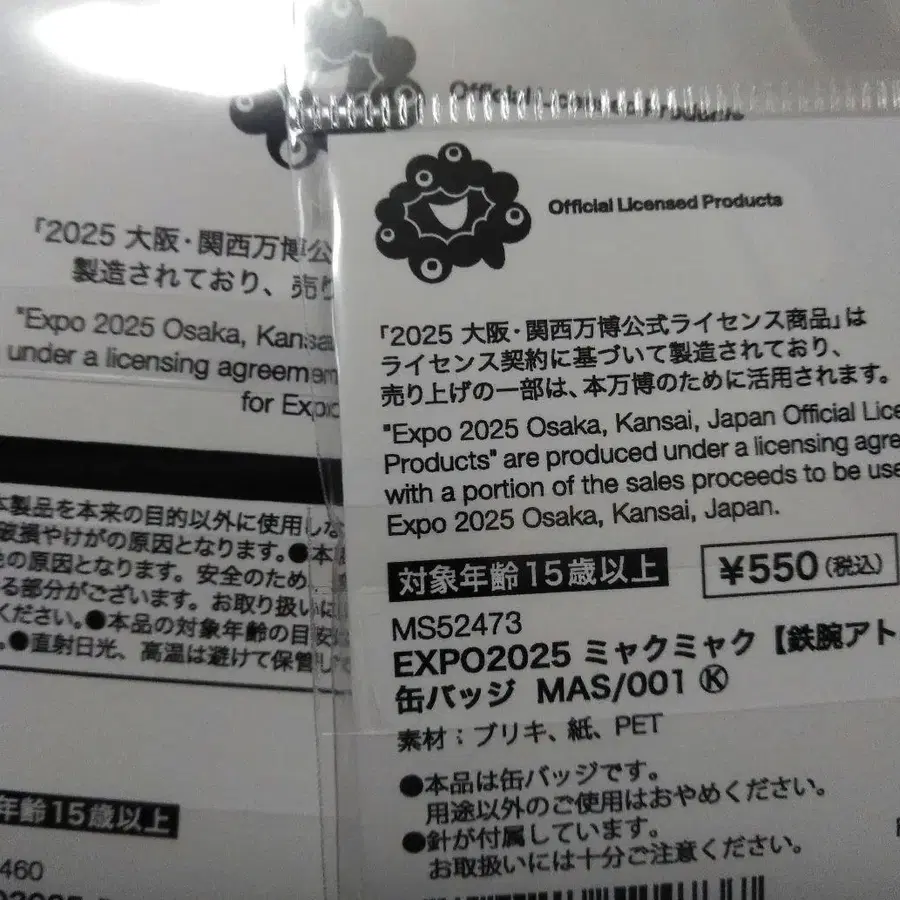 Official Licensed Products
「2025 大阪・関西万博公
製造されており、売り
"Expo 2025 Osaka, Kansa
under a licensing agreemen
for Expo
本製品を本来の目的以外に使用しな
破損やけがの原因となります。●本
の原因となります。安全のため
る部分がございます。お取り扱いに
ください。●本品の対象年齢の目安
●直射日光、高温は避けて保管して
年齢15歳以上
460
Official Licensed Products
「2025 大阪・関西万博公式ライセンス商品」は
ライセンス契約に基づいて製造されており、
売り上げの一部は、本万博のために活用されます。
"Expo 2025 Osaka, Kansai, Japan Official Lice
Products" are produced under a licensing agre
with a portion of the sales proceeds to be use
Expo 2025 Osaka, Kansai, Japan.
対象年齢15歳以上 ¥550(税込)
MS52473
EXPO2025 ミャクミャク【鉄腕アト
缶バッジ MAS/001 Ⓚ
素材：ブリキ、紙、PET
●本品は缶バッジです。
用途以外のご使用はおやめください。
●針が付属しています。
お取扱いには十分ご注意ください。